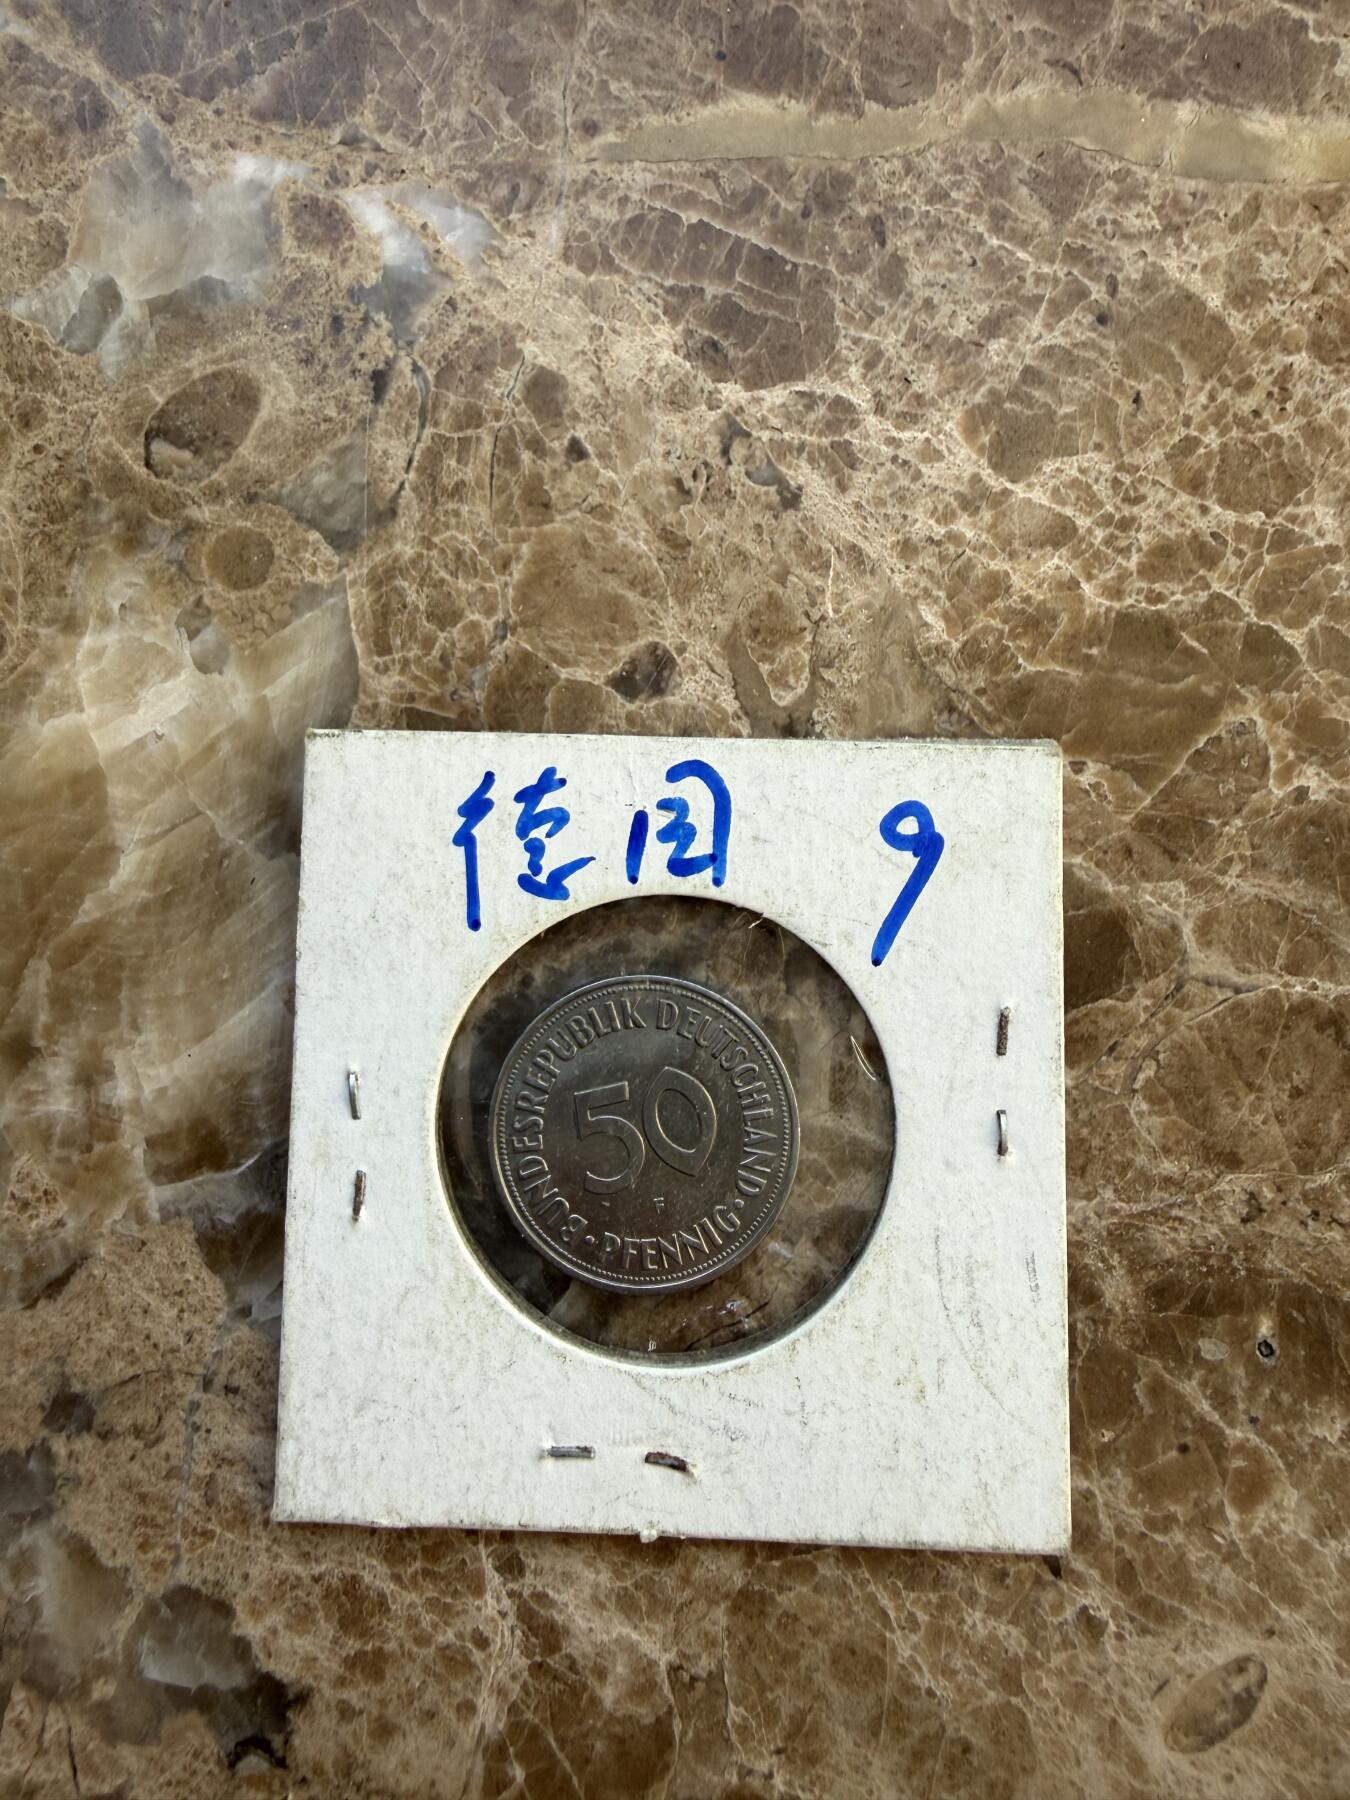 德国 9
BUNDESREPUBLIK DEUTSCHLAND
50
F
• PFENNIG •